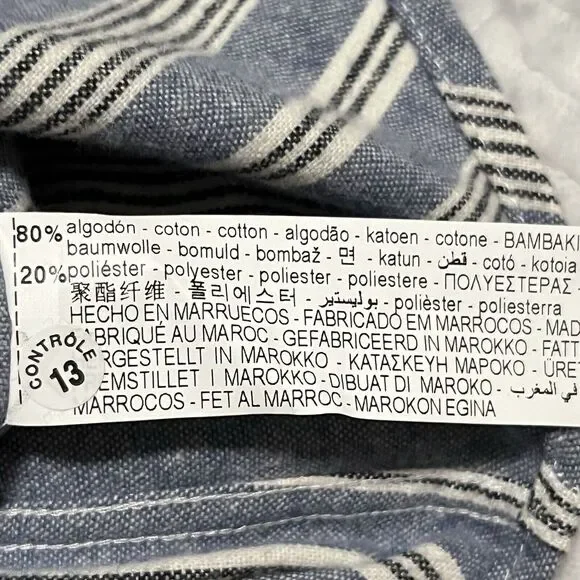 80% algodón - coton - cotton - algodão - katoen - cotone - BAMBAKI
baumwolle - bomuld - bombaž - 면 - katun - قطن - cotó - kotoia
20% poliéster - polyester - poliester - poliestere - ΠΟΛΥΕΣΤΕΡΑΣ -
聚酯纤维 - 폴리에스터 - بوليستير - polièster - poliesterra
HECHO EN MARRUECOS - FABRICADO EM MARROCOS - MAD
FABRIQUÉ AU MAROC - GEFABRICEERD IN MAROKKO - FATT
HERGESTELLT IN MAROKKO - ΚΑΤΑΣΚΕΥΗ ΜΑΡΟΚΟ - ÜRET
FREMSTILLET I MAROKKO - DIBUAT DI MAROKO - في المغرب
MARROCOS - FET AL MARROC - MAROKON EGINA
CONTRÔLE
13